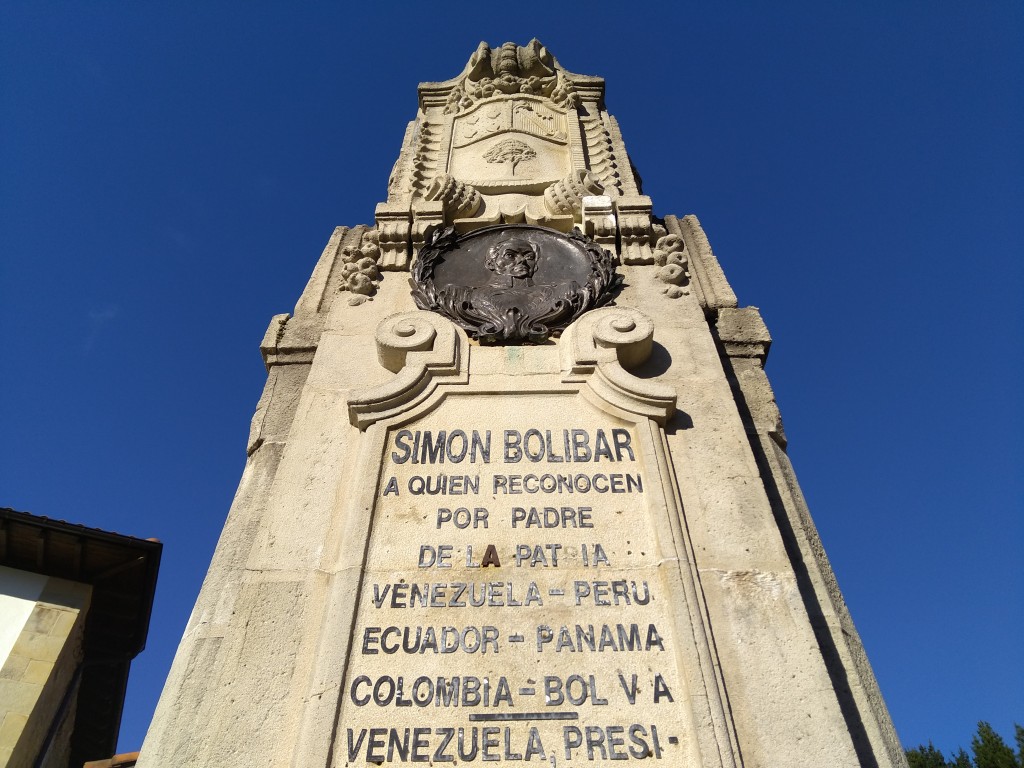 SIMON BOLIBAR
A QUIEN RECONOCEN
POR PADRE
DE LA PAT IA
VENEZUELA - PERU
ECUADOR - PANAMA
COLOMBIA - BOL V A
VENEZUELA, PRESI-